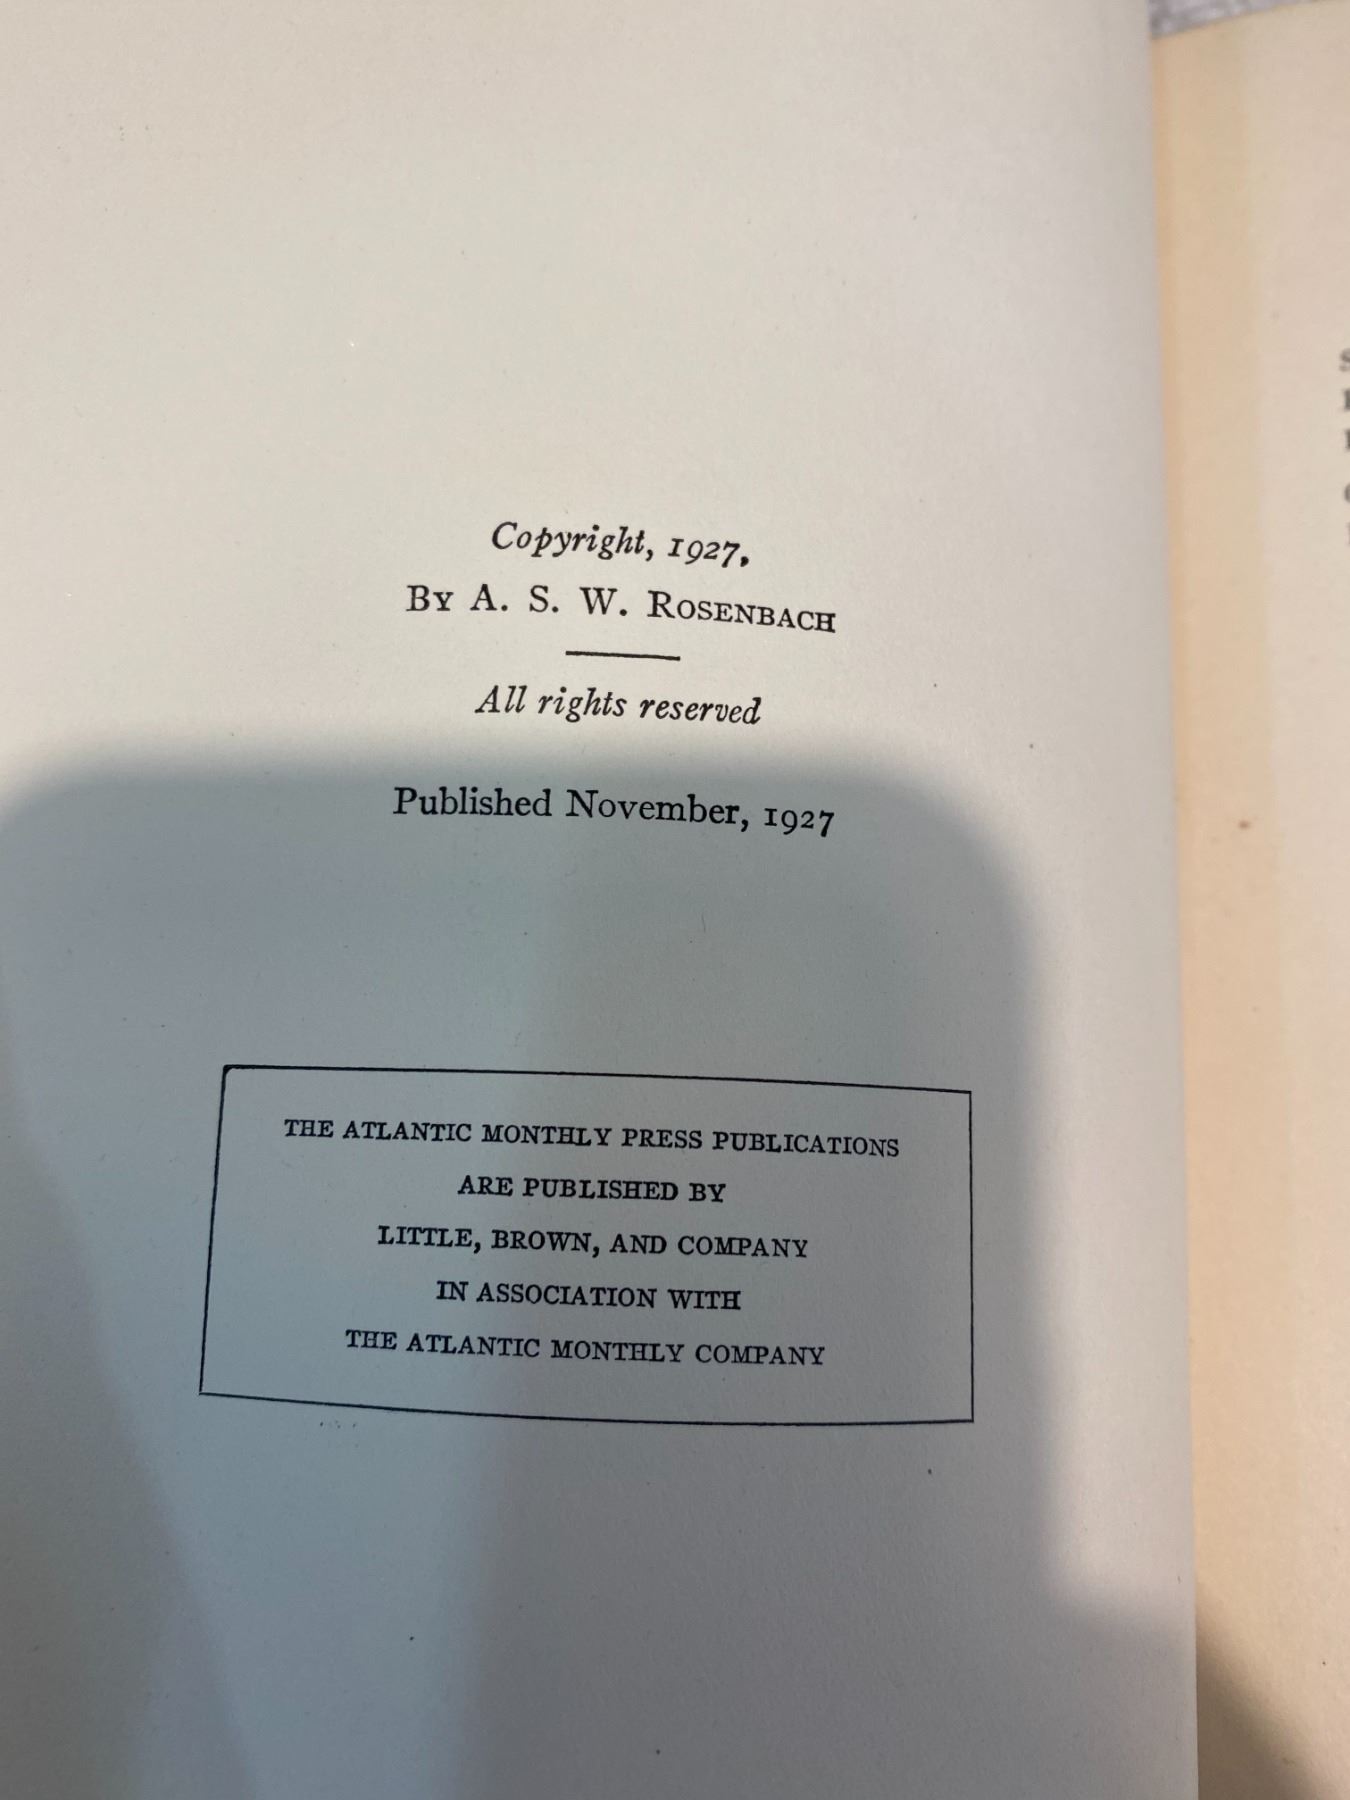 Copyright, 1927,
By A. S. W. Rosenbach
All rights reserved
Published November, 1927
THE ATLANTIC MONTHLY PRESS PUBLICATIONS
ARE PUBLISHED BY
LITTLE, BROWN, AND COMPANY
IN ASSOCIATION WITH
THE ATLANTIC MONTHLY COMPANY